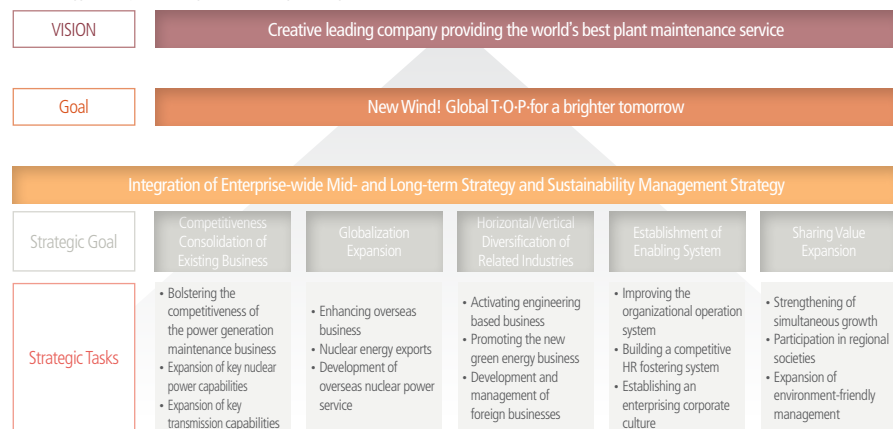 VISION
Creative leading company providing the world's best plant maintenance service
Goal
New Wind! Global T·O·P·for a brighter tomorrow
Integration of Enterprise-wide Mid- and Long-term Strategy and Sustainability Management Strategy
Strategic Goal
Competitiveness
Consolidation of
Existing Business
Globalization
Expansion
Horizontal/Vertical
Diversification of
Related Industries
Establishment of
Enabling System
Sharing Value
Expansion
Strategic Tasks
• Bolstering the
competitiveness of
the power generation
maintenance business
• Expansion of key nuclear
power capabilities
• Expansion of key
transmission capabilities
• Enhancing overseas
business
• Nuclear energy exports
• Development of
overseas nuclear power
service
• Activating engineering
based business
• Promoting the new
green energy business
• Development and
management of
foreign businesses
• Improving the
organizational operation
system
• Building a competitive
HR fostering system
• Establishing an
enterprising corporate
culture
• Strengthening of
simultaneous growth
• Participation in regional
societies
• Expansion of
environment-friendly
management